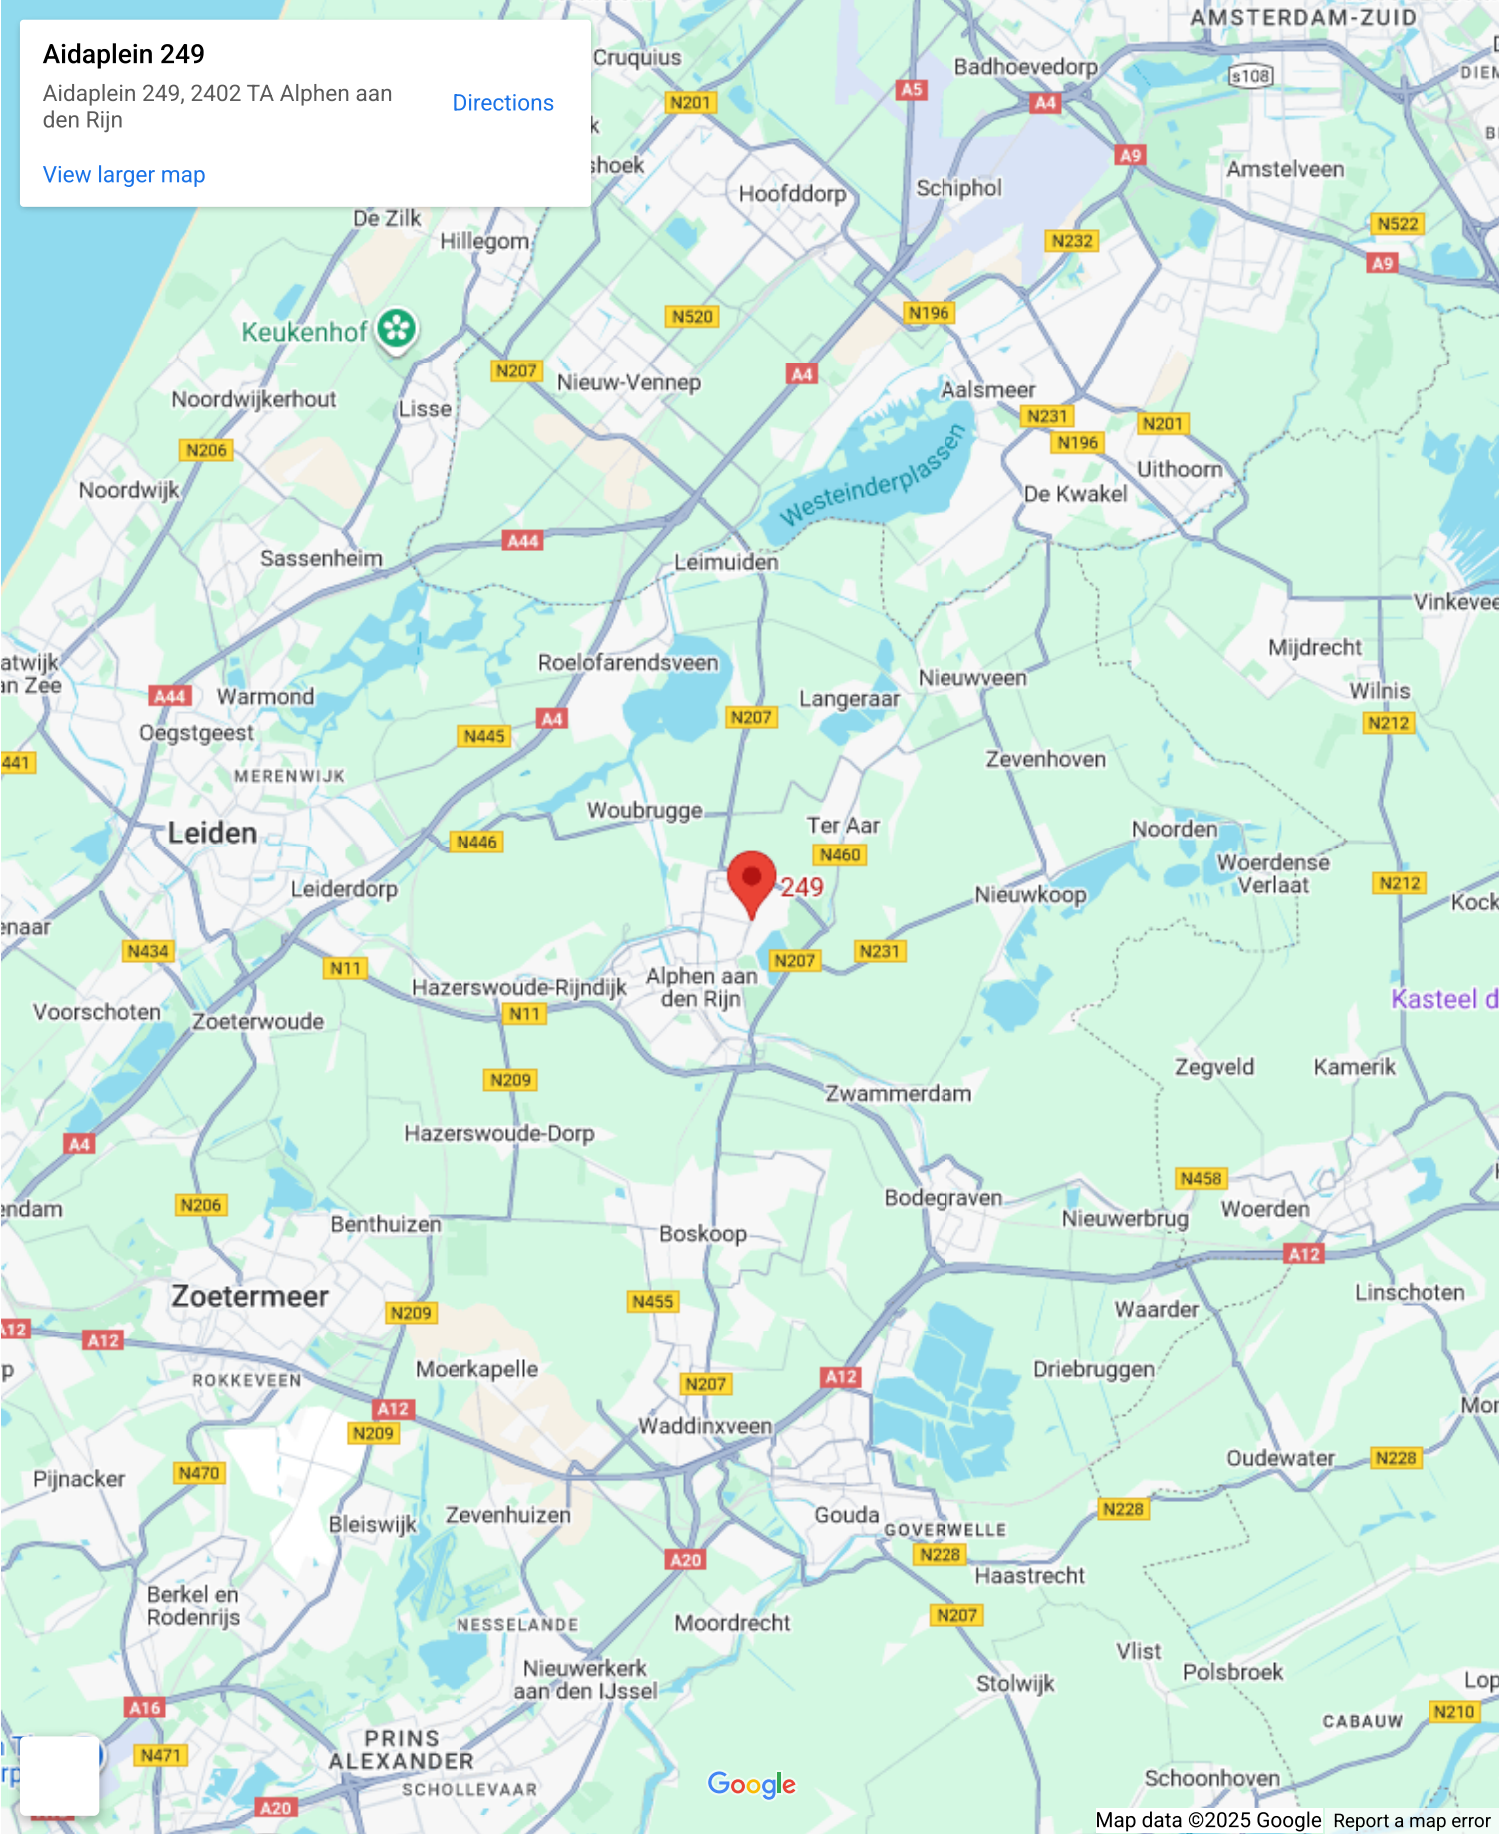 Aidaplein 249
Aidaplein 249, 2402 TA Alphen aan
den Rijn
Directions
View larger map
AMSTERDAM-ZUID
Cruquius
Badhoevedorp
s108
A5
N201
A4
A9
Amstelveen
shoek
Hoofddorp
Schiphol
De Zilk
Hillegom
N232
N522
A9
N520
N196
Keukenhof
N207
Nieuw-Vennep
A4
Aalsmeer
Noordwijkerhout
Lisse
N231
N201
N196
N206
Westeinderplassen
Uithoorn
Noordwijk
De Kwakel
A44
Sassenheim
Leimuiden
Mijdrecht
Roelofarendsveen
Nieuwveen
A44
Warmond
Langeraar
Wilnis
A4
N207
N212
Oegstgeest
N445
441
MERENWIJK
Zevenhoven
Woubrugge
Leiden
Ter Aar
Noorden
N446
N460
Woerdense
Verlaat
Leiderdorp
249
Nieuwkoop
N212
N434
N11
N207
N231
Hazerswoude-Rijndijk
Alphen aan
den Rijn
Voorschoten
Zoeterwoude
N11
Kasteel d
N209
Zegveld
Kamerik
Zwammerdam
A4
Hazerswoude-Dorp
N458
N206
Bodegraven
Nieuwerbrug
Woerden
Benthuizen
Boskoop
A12
Zoetermeer
N209
N455
Waarder
Linschoten
A12
A12
Moerkapelle
A12
Driebruggen
ROKKEVEEN
N207
A12
N209
Waddinxveen
Pijnacker
N470
Oudewater
N228
Bleiswijk
Zevenhuizen
Gouda
GOVERWELLE
N228
N228
A20
Haastrecht
Berkel en
Rodenrijs
NESSELANDE
Moordrecht
N207
Vlist
Nieuwerkerk
aan den IJssel
Stolwijk
Polsbroek
A16
N210
CABAUW
PRINS
ALEXANDER
N471
SCHOLLEVAAR
Google
Schoonhoven
A20
Map data ©2025 Google
Report a map error